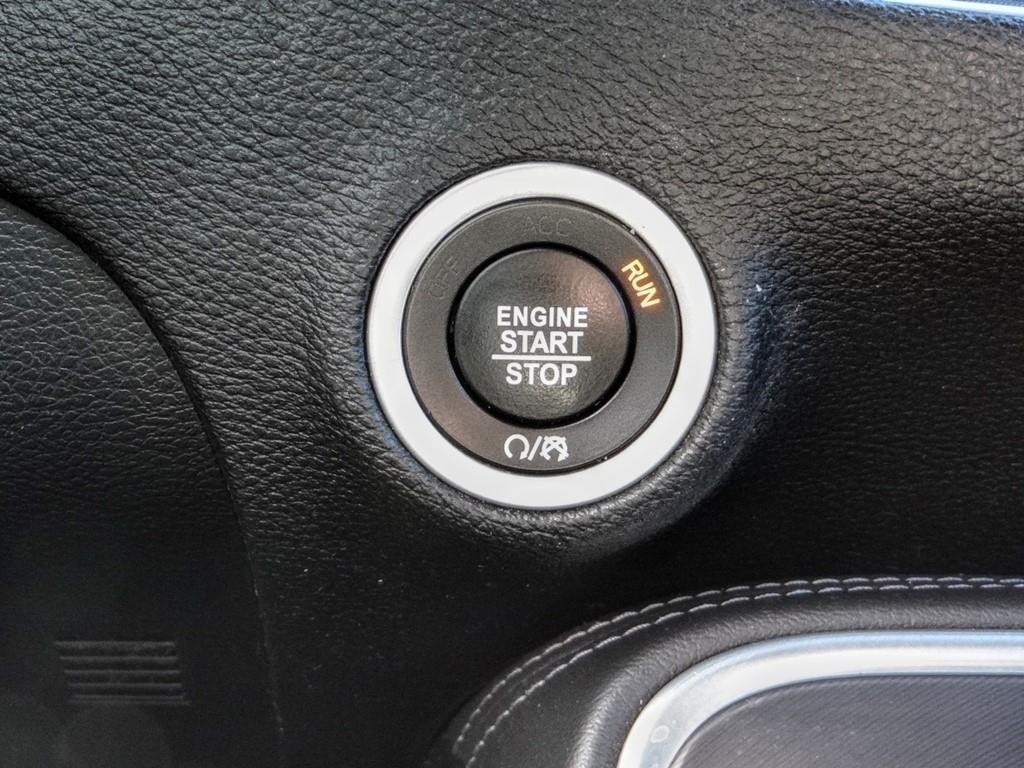 ACC
OFF
RUN
ENGINE
START
STOP